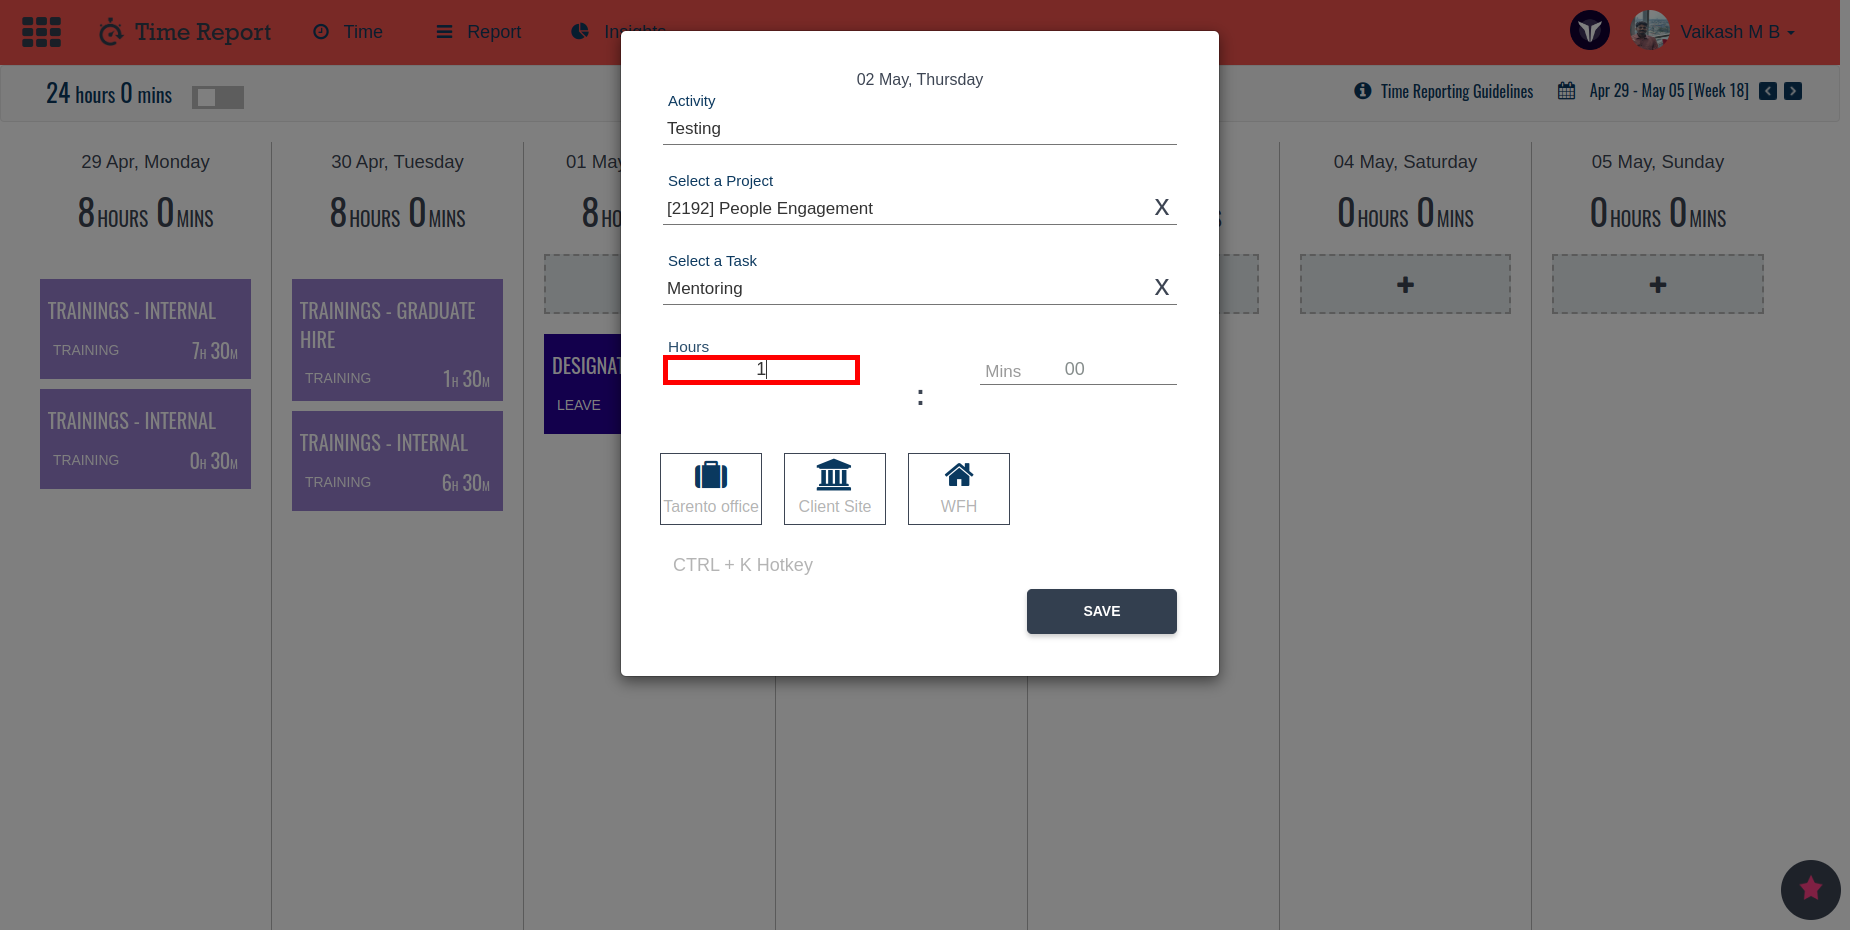 Time Report
Time
Report
Insights
Vaikash M B
24 hours 0 mins
Time Reporting Guidelines
Apr 29 - May 05 [Week 18]
29 Apr, Monday
8 HOURS 0 MINS
TRAININGS - INTERNAL
TRAINING 7H 30M
TRAININGS - INTERNAL
TRAINING 0H 30M
30 Apr, Tuesday
8 HOURS 0 MINS
TRAININGS - GRADUATE
HIRE
TRAINING 1H 30M
TRAININGS - INTERNAL
TRAINING 6H 30M
01 May
8 HO
DESIGNAT
LEAVE
02 May, Thursday
Activity
Testing
Select a Project
[2192] People Engagement X
Select a Task
Mentoring X
Hours
1
:
Mins 00
Tarento office
Client Site
WFH
CTRL + K Hotkey
SAVE
04 May, Saturday
0 HOURS 0 MINS
+
05 May, Sunday
0 HOURS 0 MINS
+